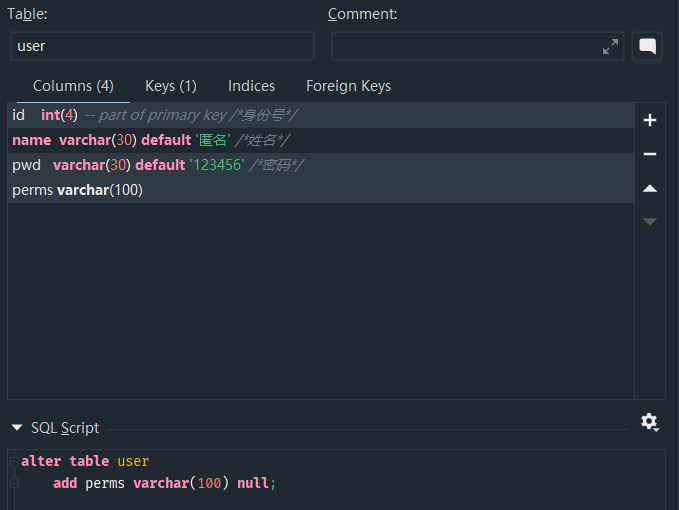 Table:
Comment:
user
Columns (4)
Keys (1)
Indices
Foreign Keys
id int(4) -- part of primary key /*身份号*/
name varchar(30) default '匿名' /*姓名*/
pwd varchar(30) default '123456' /*密码*/
perms varchar(100)
SQL Script
alter table user
add perms varchar(100) null;